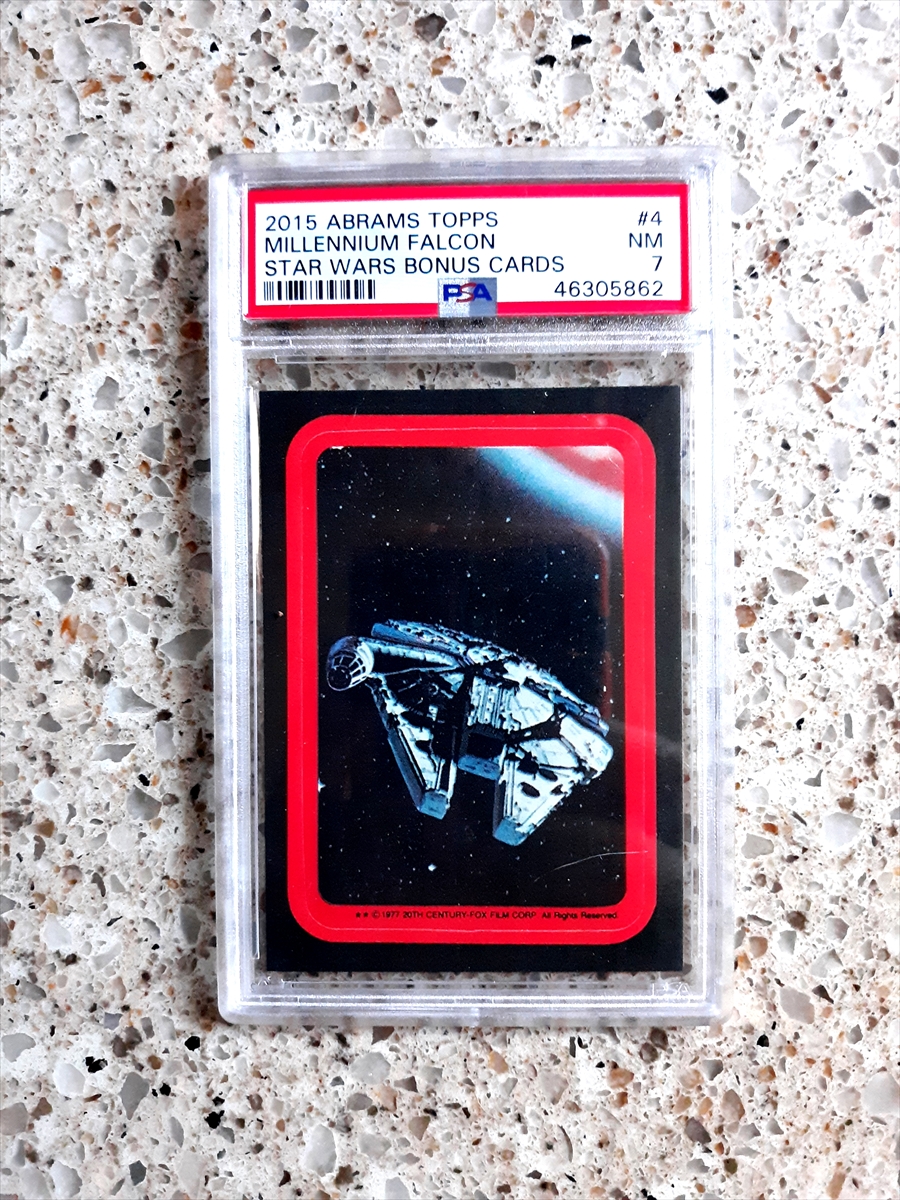 2015 ABRAMS TOPPS #4
MILLENNIUM FALCON NM
STAR WARS BONUS CARDS 7
PSA 46305862
★★ © 1977 20TH CENTURY-FOX FILM CORP. All Rights Reserved.
PSA